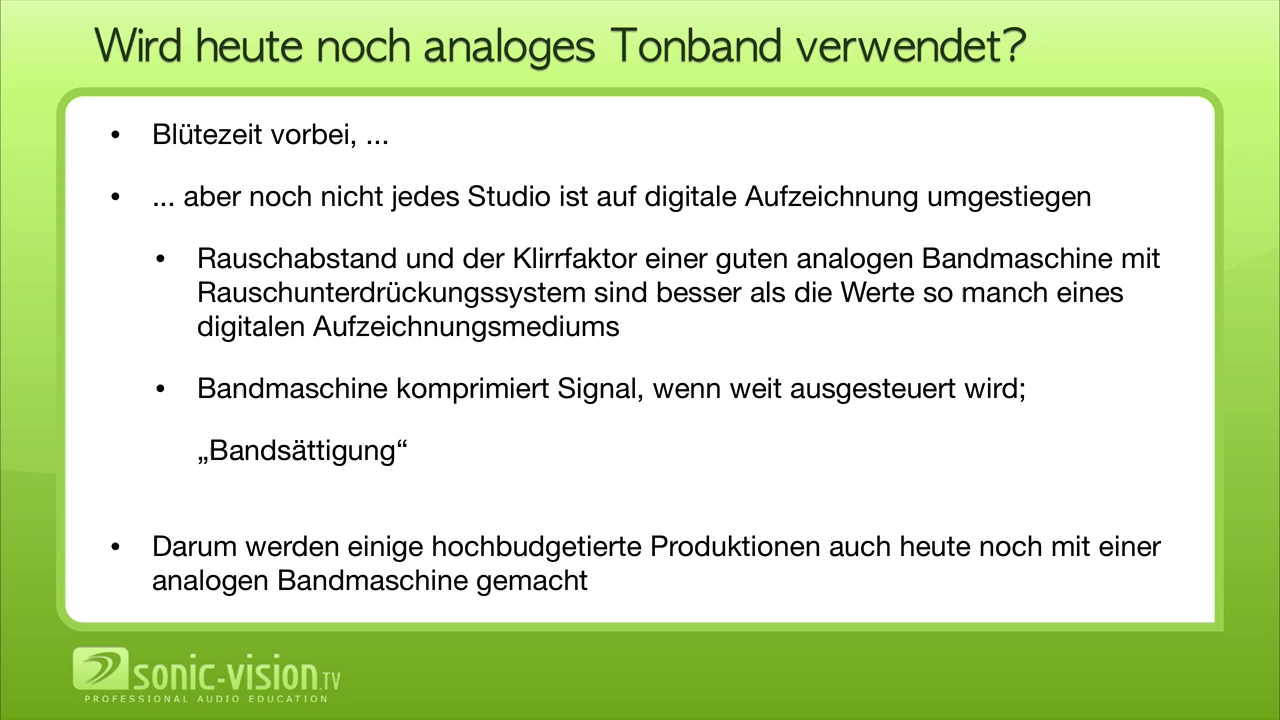 Wird heute noch analoges Tonband verwendet?
• Blütezeit vorbei, ...
• ... aber noch nicht jedes Studio ist auf digitale Aufzeichnung umgestiegen
• Rauschabstand und der Klirrfaktor einer guten analogen Bandmaschine mit
Rauschunterdrückungssystem sind besser als die Werte so manch eines
digitalen Aufzeichnungsmediums
• Bandmaschine komprimiert Signal, wenn weit ausgesteuert wird;
„Bandsättigung“
• Darum werden einige hochbudgetierte Produktionen auch heute noch mit einer
analogen Bandmaschine gemacht
sonic-vision.TV
PROFESSIONAL AUDIO EDUCATION